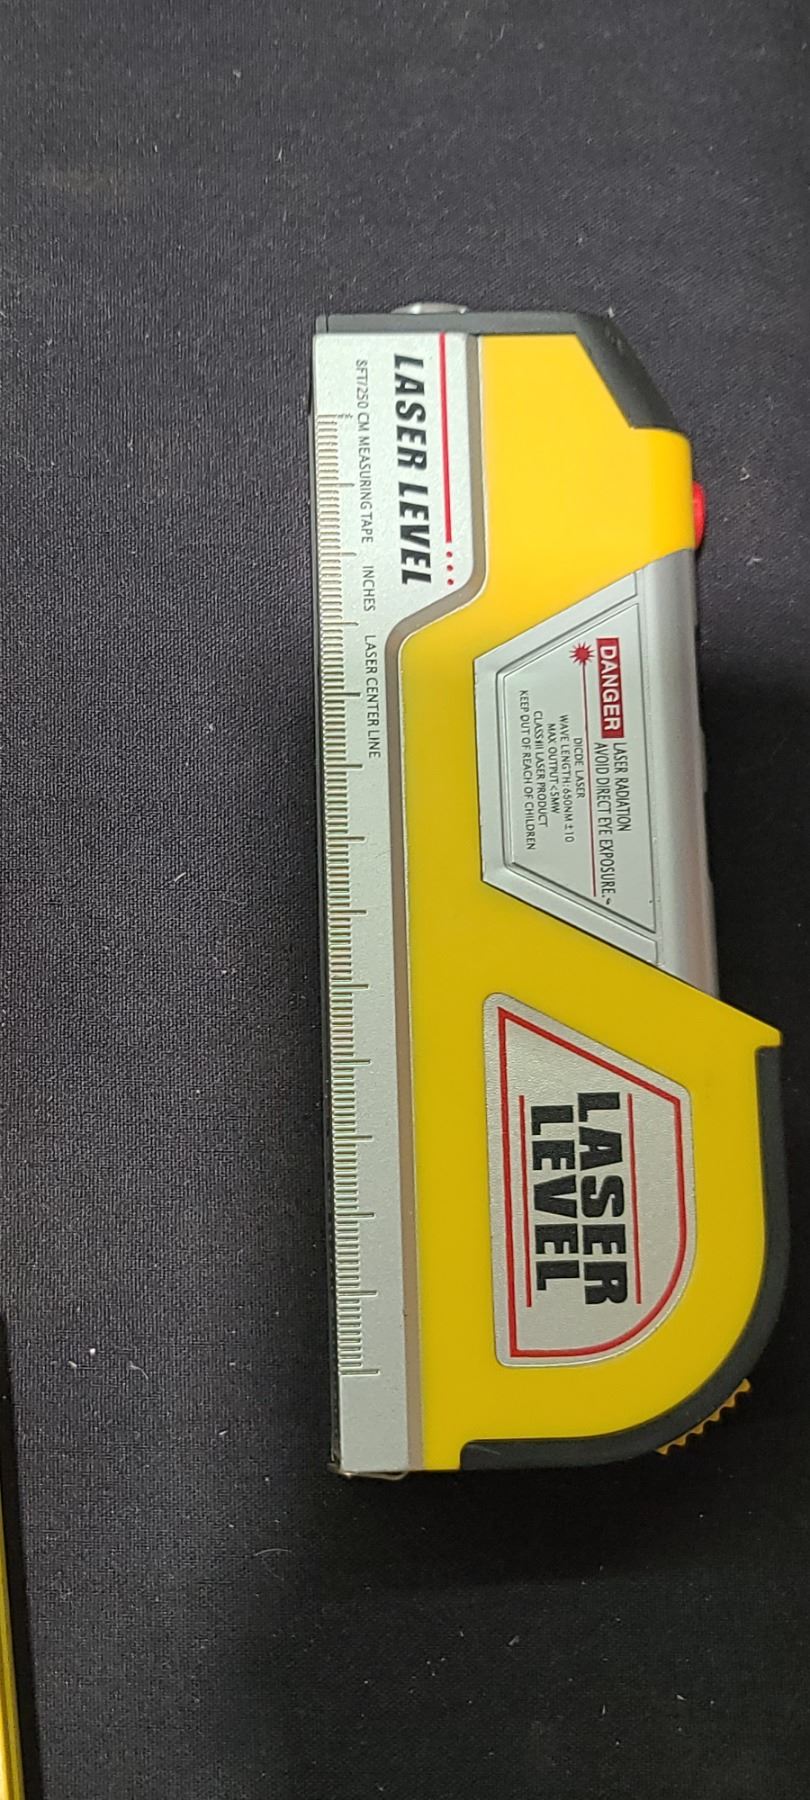 LASER LEVEL
8FT/250 CM MEASURING TAPE INCHES LASER CENTER LINE
DANGER
LASER RADIATION
AVOID DIRECT EYE EXPOSURE.
DICDE LASER
WAVE LENGTH:650NM±10
MAX OUTPUT<5MW
CLASSⅢ LASER PRODUCT
KEEP OUT OF REACH OF CHILDREN
LASER
LEVEL